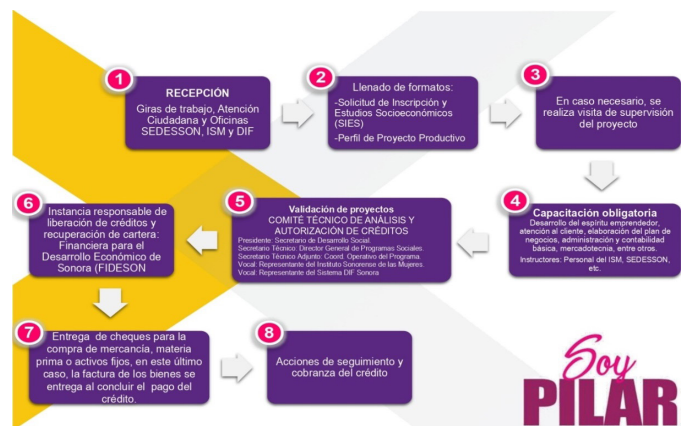 1
RECEPCIÓN
Giras de trabajo, Atención
Ciudadana y Oficinas
SEDESSON, ISM y DIF
2
Llenado de formatos:
-Solicitud de Inscripción y
Estudios Socioeconómicos
(SIES)
-Perfil de Proyecto Productivo
3
En caso necesario, se
realiza visita de supervisión
del proyecto
4
Capacitación obligatoria
Desarrollo del espíritu emprendedor,
atención al cliente, elaboración del plan de
negocios, administración y contabilidad
básica, mercadotecnia, entre otros.
Instructores: Personal del ISM, SEDESSON,
etc.
5
Validación de proyectos
COMITÉ TÉCNICO DE ANÁLISIS Y
AUTORIZACIÓN DE CRÉDITOS
Presidente: Secretario de Desarrollo Social.
Secretario Técnico: Director General de Programas Sociales.
Secretario Técnico Adjunto: Coord. Operativo del Programa.
Vocal: Representante del Instituto Sonorense de las Mujeres.
Vocal: Representante del Sistema DIF Sonora
6
Instancia responsable de
liberación de créditos y
recuperación de cartera:
Financiera para el
Desarrollo Económico de
Sonora (FIDESON
7
Entrega de cheques para la
compra de mercancía, materia
prima o activos fijos, en este último
caso, la factura de los bienes se
entrega al concluir el pago del
crédito.
8
Acciones de seguimiento y
cobranza del crédito
Soy
PILAR